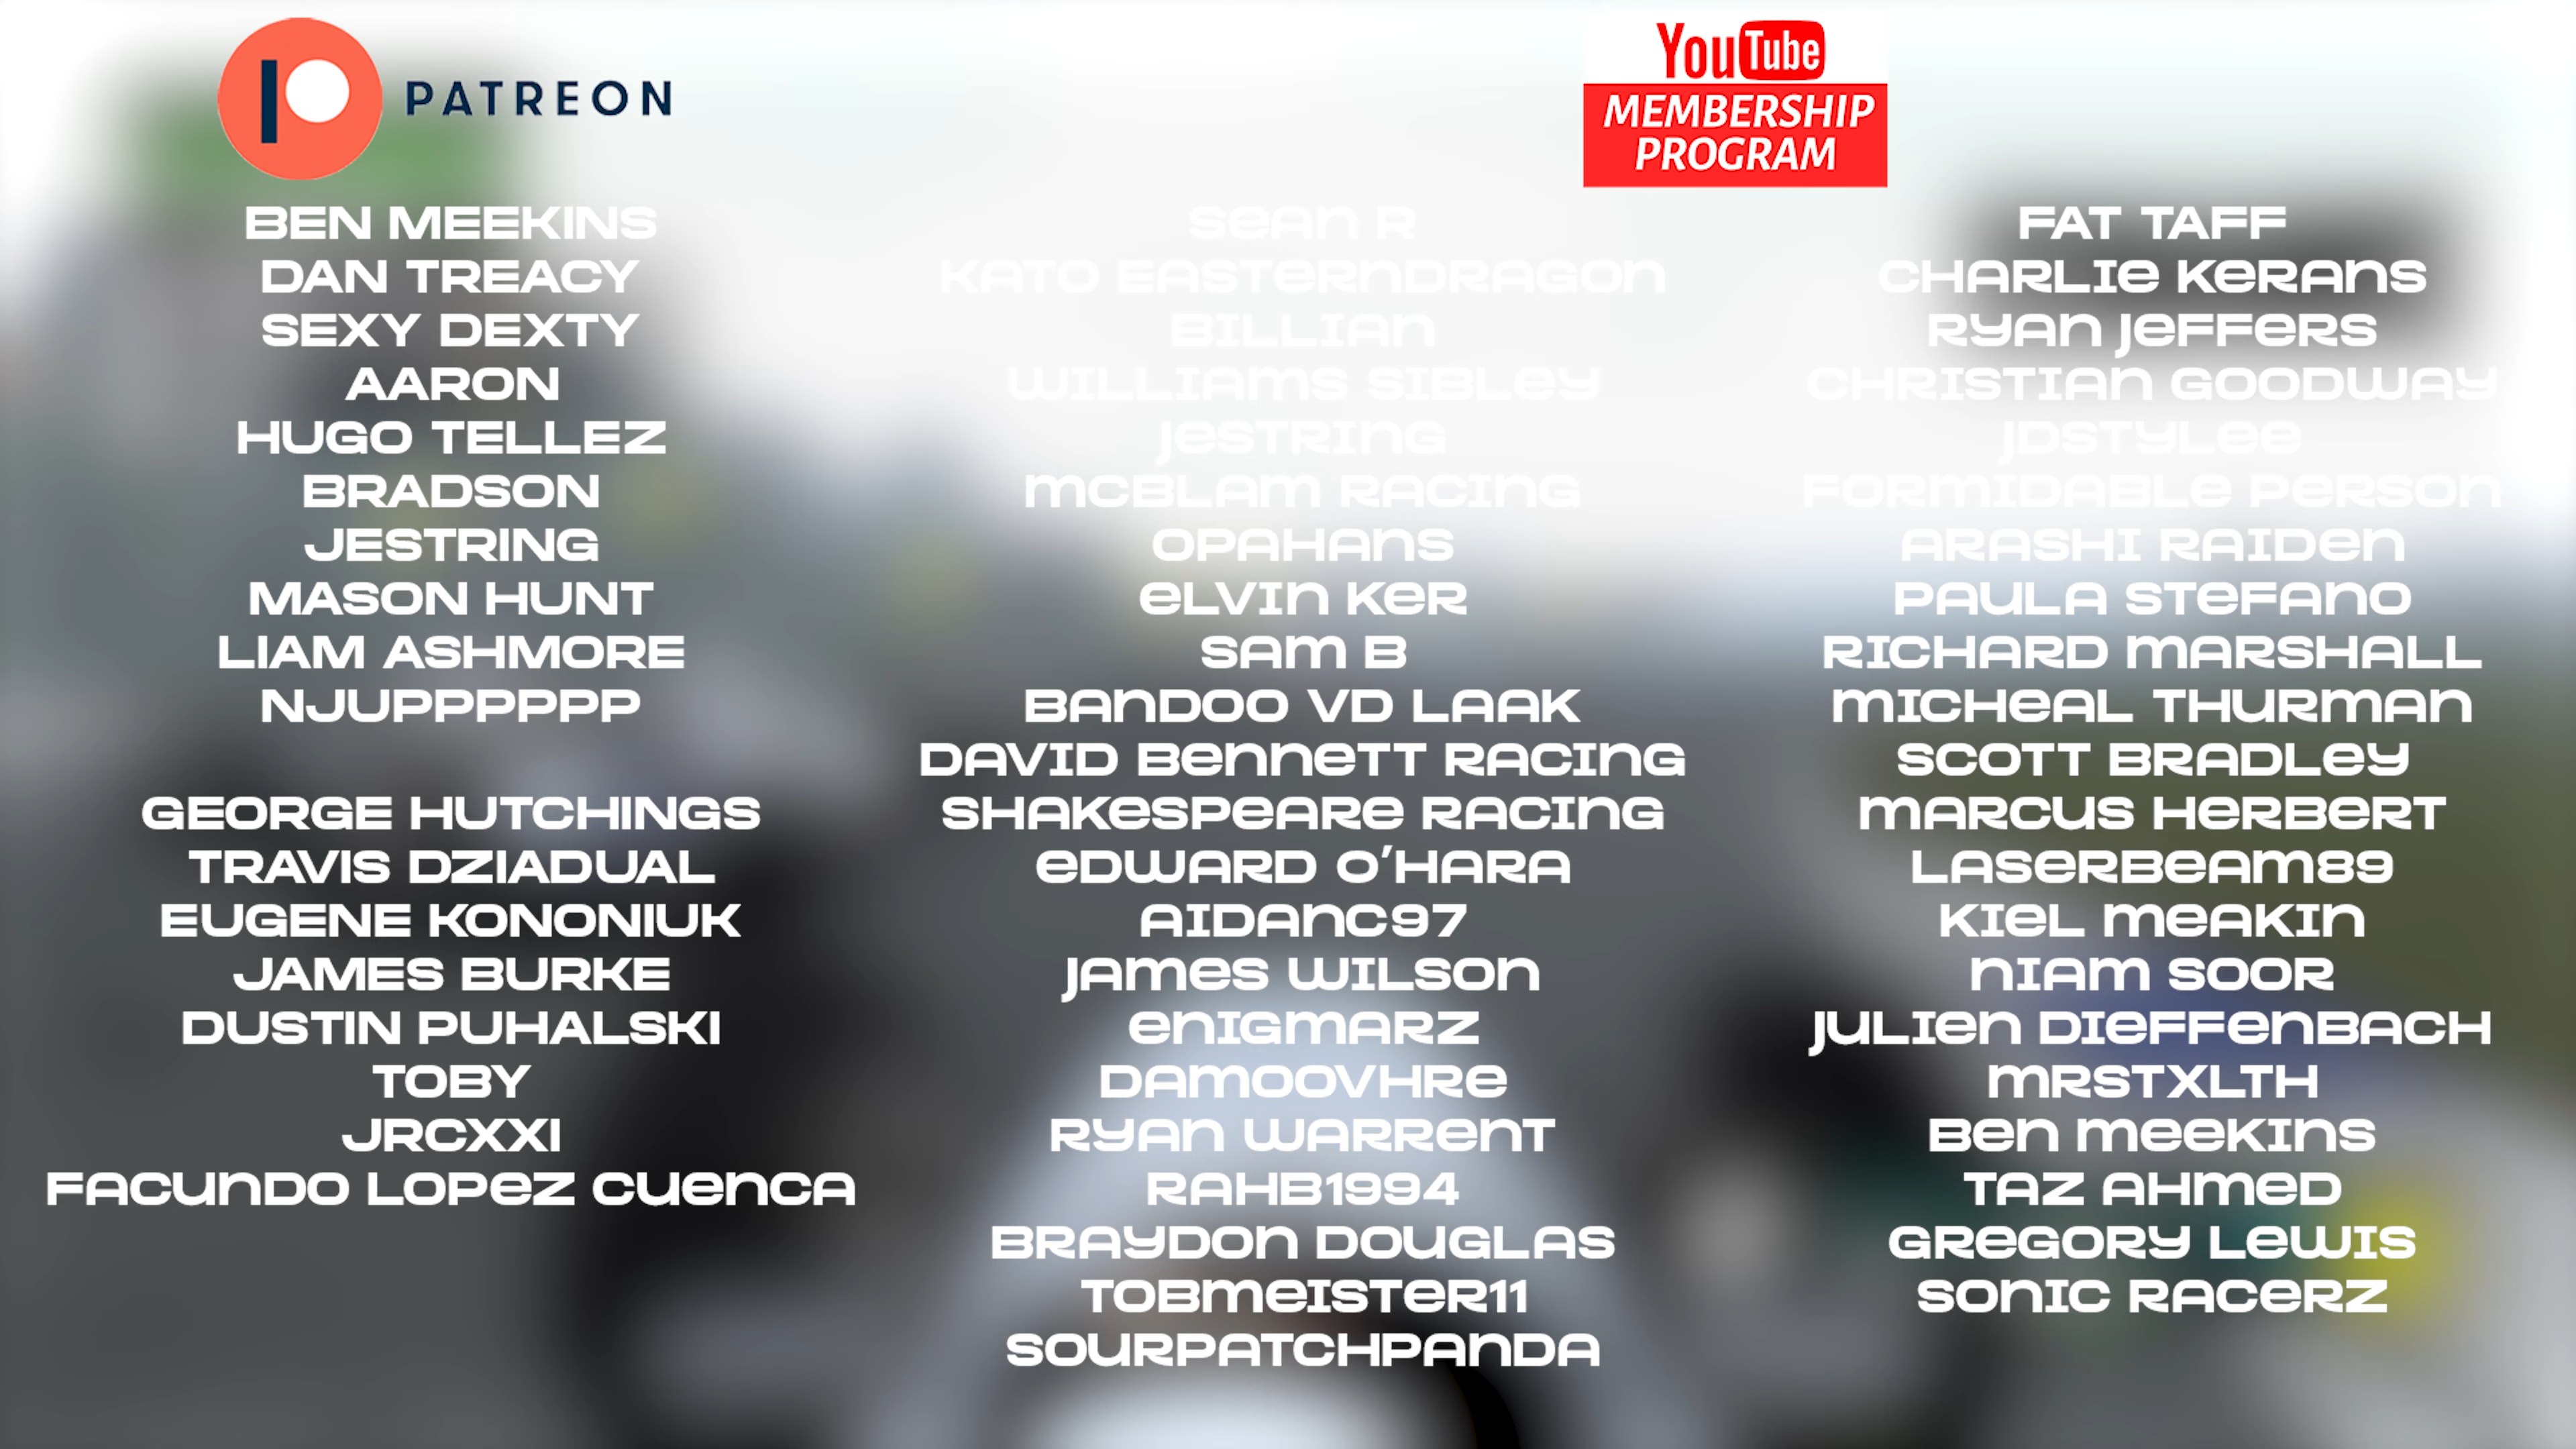 PATREON
YouTube
MEMBERSHIP
PROGRAM
BEN MEEKINS
DAN TREACY
SEXY DEXTY
AARON
HUGO TELLEZ
BRADSON
JESTRING
MASON HUNT
LIAM ASHMORE
NJUPPPPPP
GEORGE HUTCHINGS
TRAVIS DZIADUAL
EUGENE KONONIUK
JAMES BURKE
DUSTIN PUHALSKI
TOBY
JRCXXI
FACUNDO LOPEZ CUENCA
SEAN R
KATO EASTERNDRAGON
BILLIAN
WILLIAMS SIBLEY
JESTRING
MCBLAM RACING
OPAHANS
ELVIN KER
SAM B
BANDOO VD LAAK
DAVID BENNETT RACING
SHAKESPEARE RACING
EDWARD O'HARA
AIDANC97
JAMES WILSON
ENIGMARZ
DAMOOVHRE
RYAN WARRENT
RAHB1994
BRAYDON DOUGLAS
TOBMEISTER11
SOURPATCHPANDA
FAT TAFF
CHARLIE KERANS
RYAN JEFFERS
CHRISTIAN GOODWAY
JDSTYLEE
FORMIDABLE PERSON
ARASHI RAIDEN
PAULA STEFANO
RICHARD MARSHALL
MICHEAL THURMAN
SCOTT BRADLEY
MARCUS HERBERT
LASERBEAM89
KIEL MEAKIN
NIAM SOOR
JULIEN DIEFFENBACH
MRSTXLTH
BEN MEEKINS
TAZ AHMED
GREGORY LEWIS
SONIC RACERZ